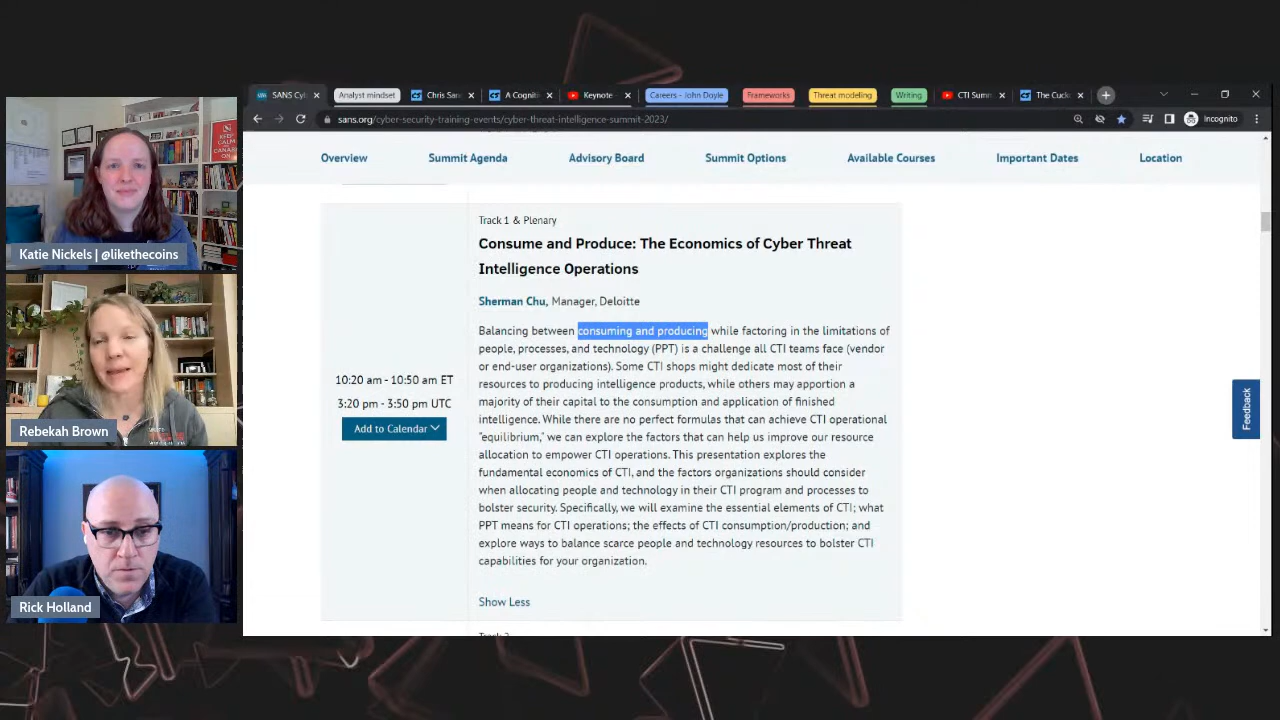 SANS Cyb
Analyst mindset
Chris San
A Cogniti
Keynote
Careers - John Doyle
Frameworks
Threat modelling
Writing
CTI Summ
The Cuck
sans.org/cyber-security-training-events/cyber-threat-intelligence-summit-2023/
Incognito
Overview
Summit Agenda
Advisory Board
Summit Options
Available Courses
Important Dates
Location
KEEP
CALM
Katie Nickels | @likethecoins
Rebekah Brown
Rick Holland
10:20 am - 10:50 am ET
3:20 pm - 3:50 pm UTC
Add to Calendar
Track 1 & Plenary
Consume and Produce: The Economics of Cyber Threat
Intelligence Operations
Sherman Chu, Manager, Deloitte
Balancing between consuming and producing while factoring in the limitations of
people, processes, and technology (PPT) is a challenge all CTI teams face (vendor
or end-user organizations). Some CTI shops might dedicate most of their
resources to producing intelligence products, while others may apportion a
majority of their capital to the consumption and application of finished
intelligence. While there are no perfect formulas that can achieve CTI operational
"equilibrium," we can explore the factors that can help us improve our resource
allocation to empower CTI operations. This presentation explores the
fundamental economics of CTI, and the factors organizations should consider
when allocating people and technology in their CTI program and processes to
bolster security. Specifically, we will examine the essential elements of CTI; what
PPT means for CTI operations; the effects of CTI consumption/production; and
explore ways to balance scarce people and technology resources to bolster CTI
capabilities for your organization.
Show Less
Feedback